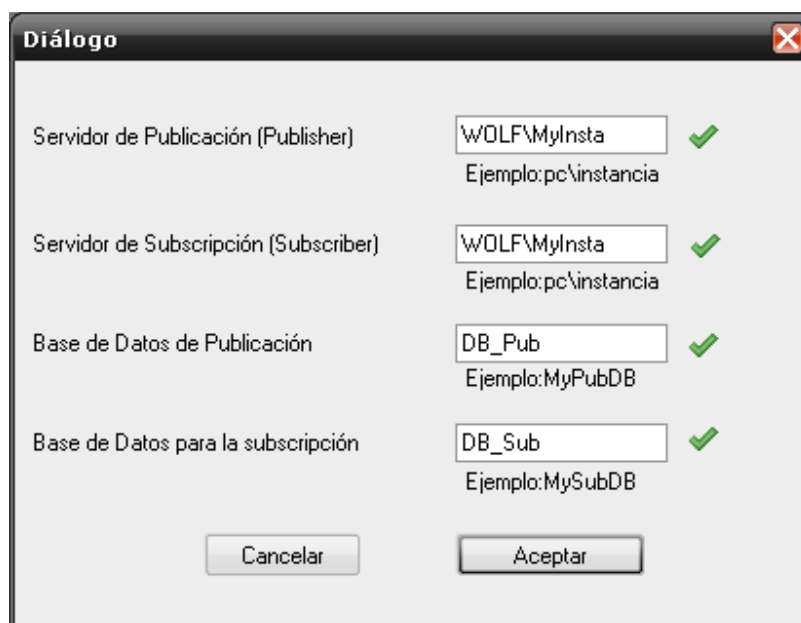 Diálogo
Servidor de Publicación (Publisher) WOLF\MyInsta
Ejemplo:pc\instancia
Servidor de Subscripción (Subscriber) WOLF\MyInsta
Ejemplo:pc\instancia
Base de Datos de Publicación DB_Pub
Ejemplo:MyPubDB
Base de Datos para la subscripción DB_Sub
Ejemplo:MySubDB
Cancelar Aceptar